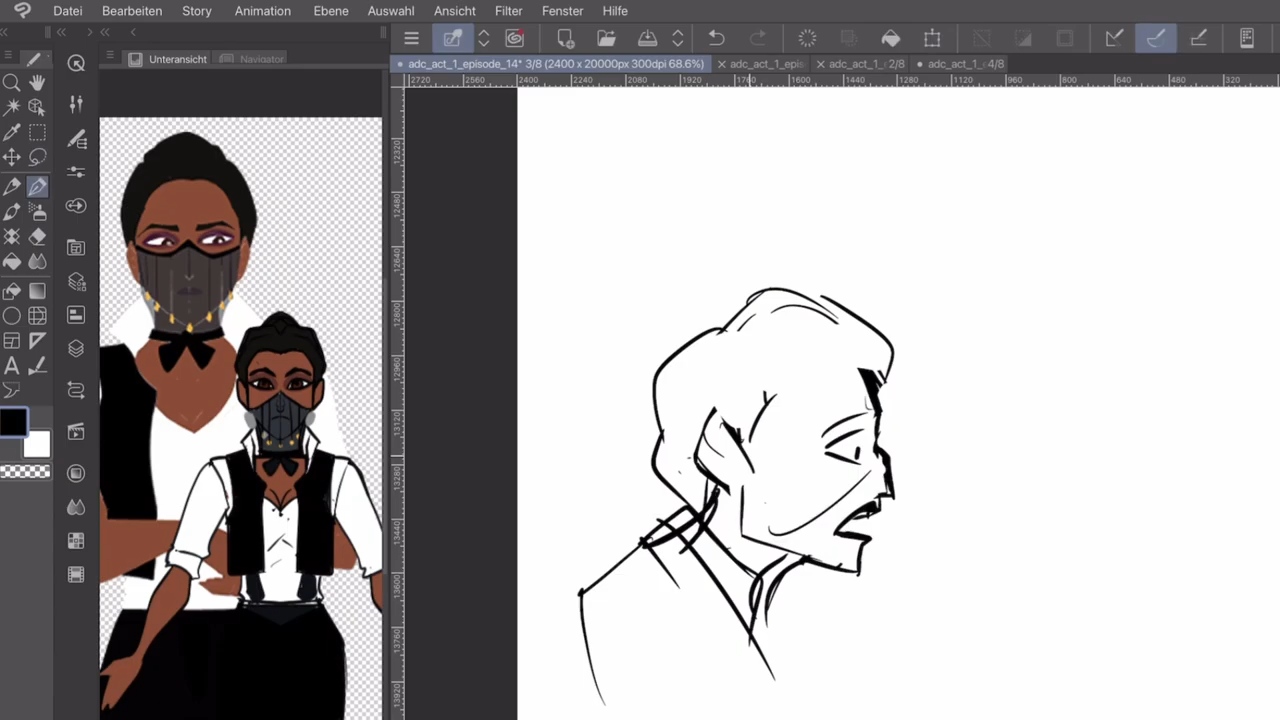 Datei Bearbeiten Story Animation Ebene Auswahl Ansicht Filter Fenster Hilfe
Unteransicht Navigator
adc_act_1_episode_14* 3/8 (2400 x 20000px 300dpi 68.6%) adc_act_1_epis adc_act_1_ 2/8 adc_act_1_ 4/8
2720 2560 2400 2240 2080 1920 1760 1600 1440 1280 1120 960 800 640 480 320
12320
12480
12640
12800
12960
13120
13280
13440
13600
13760
13920